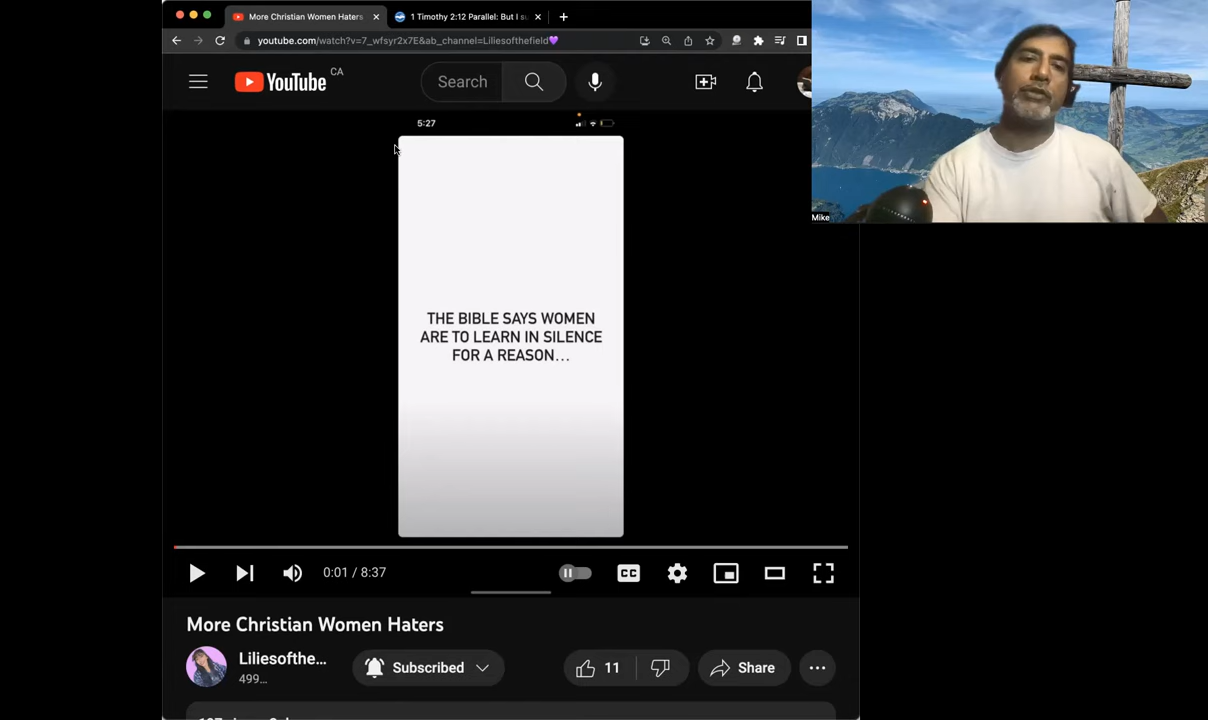 More Christian Women Haters
1 Timothy 2:12 Parallel: But I su
youtube.com/watch?v=7_wfsyr2x7E&ab_channel=Liliesofthefield💜
YouTube CA
Search
Mike
5:27
THE BIBLE SAYS WOMEN
ARE TO LEARN IN SILENCE
FOR A REASON...
0:01 / 8:37
CC
More Christian Women Haters
Liliesofthe...
499...
Subscribed
11
Share